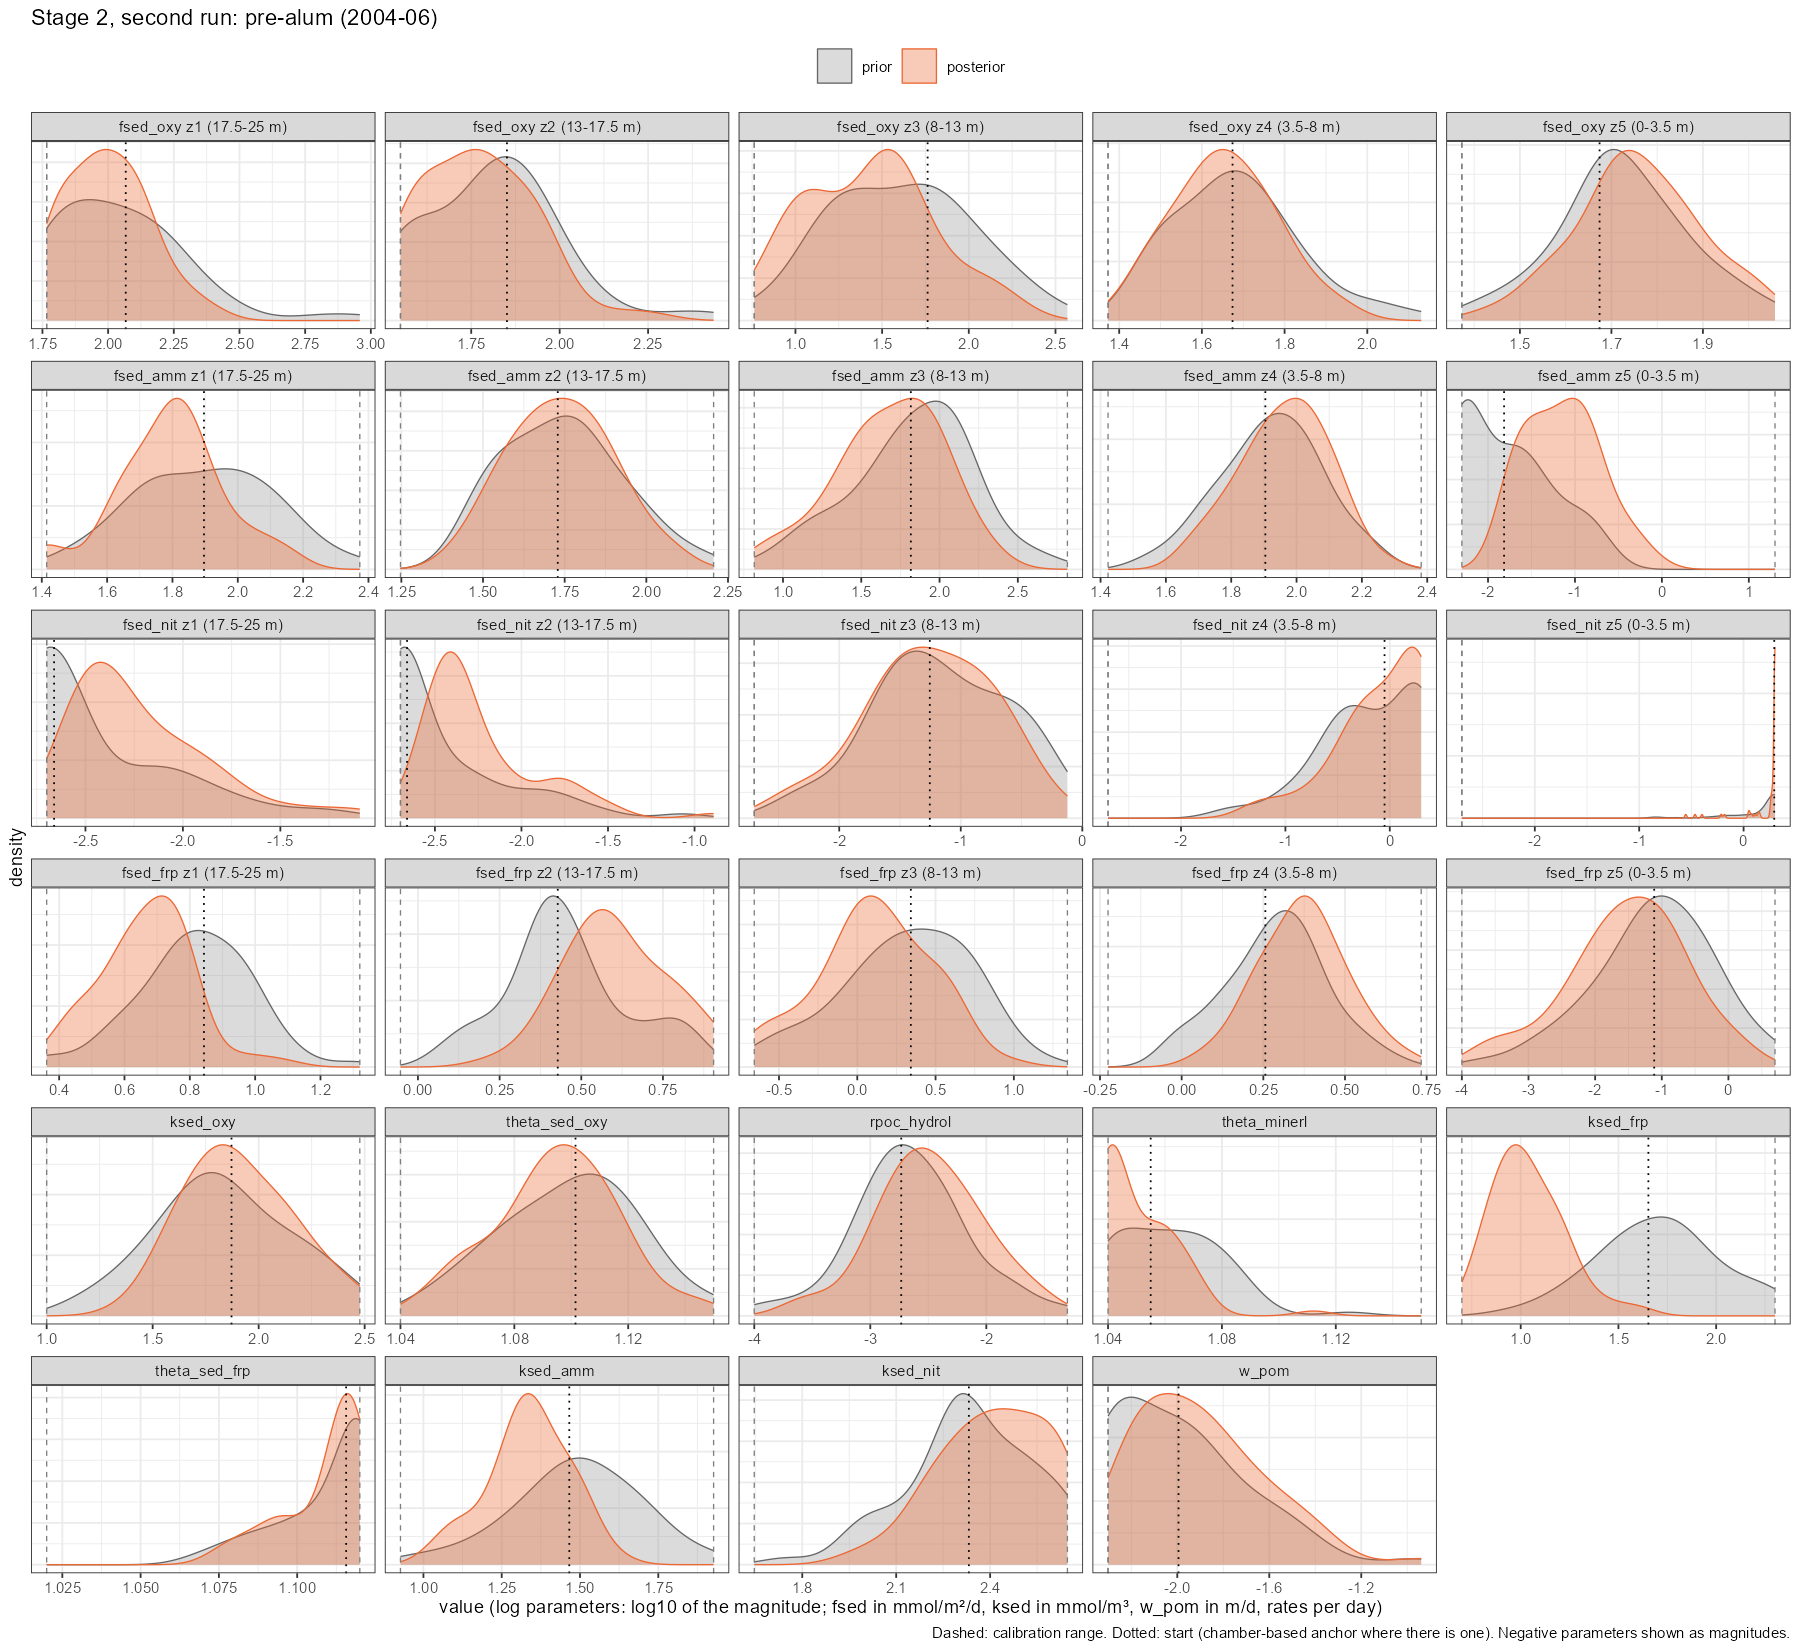 Stage 2, second run: pre-alum (2004-06)
prior
posterior
fsed_oxy z1 (17.5-25 m)
fsed_oxy z2 (13-17.5 m)
fsed_oxy z3 (8-13 m)
fsed_oxy z4 (3.5-8 m)
fsed_oxy z5 (0-3.5 m)
1.75 2.00 2.25 2.50 2.75 3.00
1.75 2.00 2.25
1.0 1.5 2.0 2.5
1.4 1.6 1.8 2.0
1.5 1.7 1.9
fsed_amm z1 (17.5-25 m)
fsed_amm z2 (13-17.5 m)
fsed_amm z3 (8-13 m)
fsed_amm z4 (3.5-8 m)
fsed_amm z5 (0-3.5 m)
1.4 1.6 1.8 2.0 2.2 2.4
1.25 1.50 1.75 2.00 2.25
1.0 1.5 2.0 2.5
1.4 1.6 1.8 2.0 2.2 2.4
-2 -1 0 1
fsed_nit z1 (17.5-25 m)
fsed_nit z2 (13-17.5 m)
fsed_nit z3 (8-13 m)
fsed_nit z4 (3.5-8 m)
fsed_nit z5 (0-3.5 m)
-2.5 -2.0 -1.5
-2.5 -2.0 -1.5 -1.0
-2 -1 0
-2 -1 0
-2 -1 0
density
fsed_frp z1 (17.5-25 m)
fsed_frp z2 (13-17.5 m)
fsed_frp z3 (8-13 m)
fsed_frp z4 (3.5-8 m)
fsed_frp z5 (0-3.5 m)
0.4 0.6 0.8 1.0 1.2
0.00 0.25 0.50 0.75
-0.5 0.0 0.5 1.0
-0.25 0.00 0.25 0.50 0.75
-4 -3 -2 -1 0
ksed_oxy
theta_sed_oxy
rpoc_hydrol
theta_minerl
ksed_frp
1.0 1.5 2.0 2.5
1.04 1.08 1.12
-4 -3 -2
1.04 1.08 1.12
1.0 1.5 2.0
theta_sed_frp
ksed_amm
ksed_nit
w_pom
1.025 1.050 1.075 1.100
1.00 1.25 1.50 1.75
1.8 2.1 2.4
-2.0 -1.6 -1.2
value (log parameters: log10 of the magnitude; fsed in mmol/m²/d, ksed in mmol/m³, w_pom in m/d, rates per day)
Dashed: calibration range. Dotted: start (chamber-based anchor where there is one). Negative parameters shown as magnitudes.